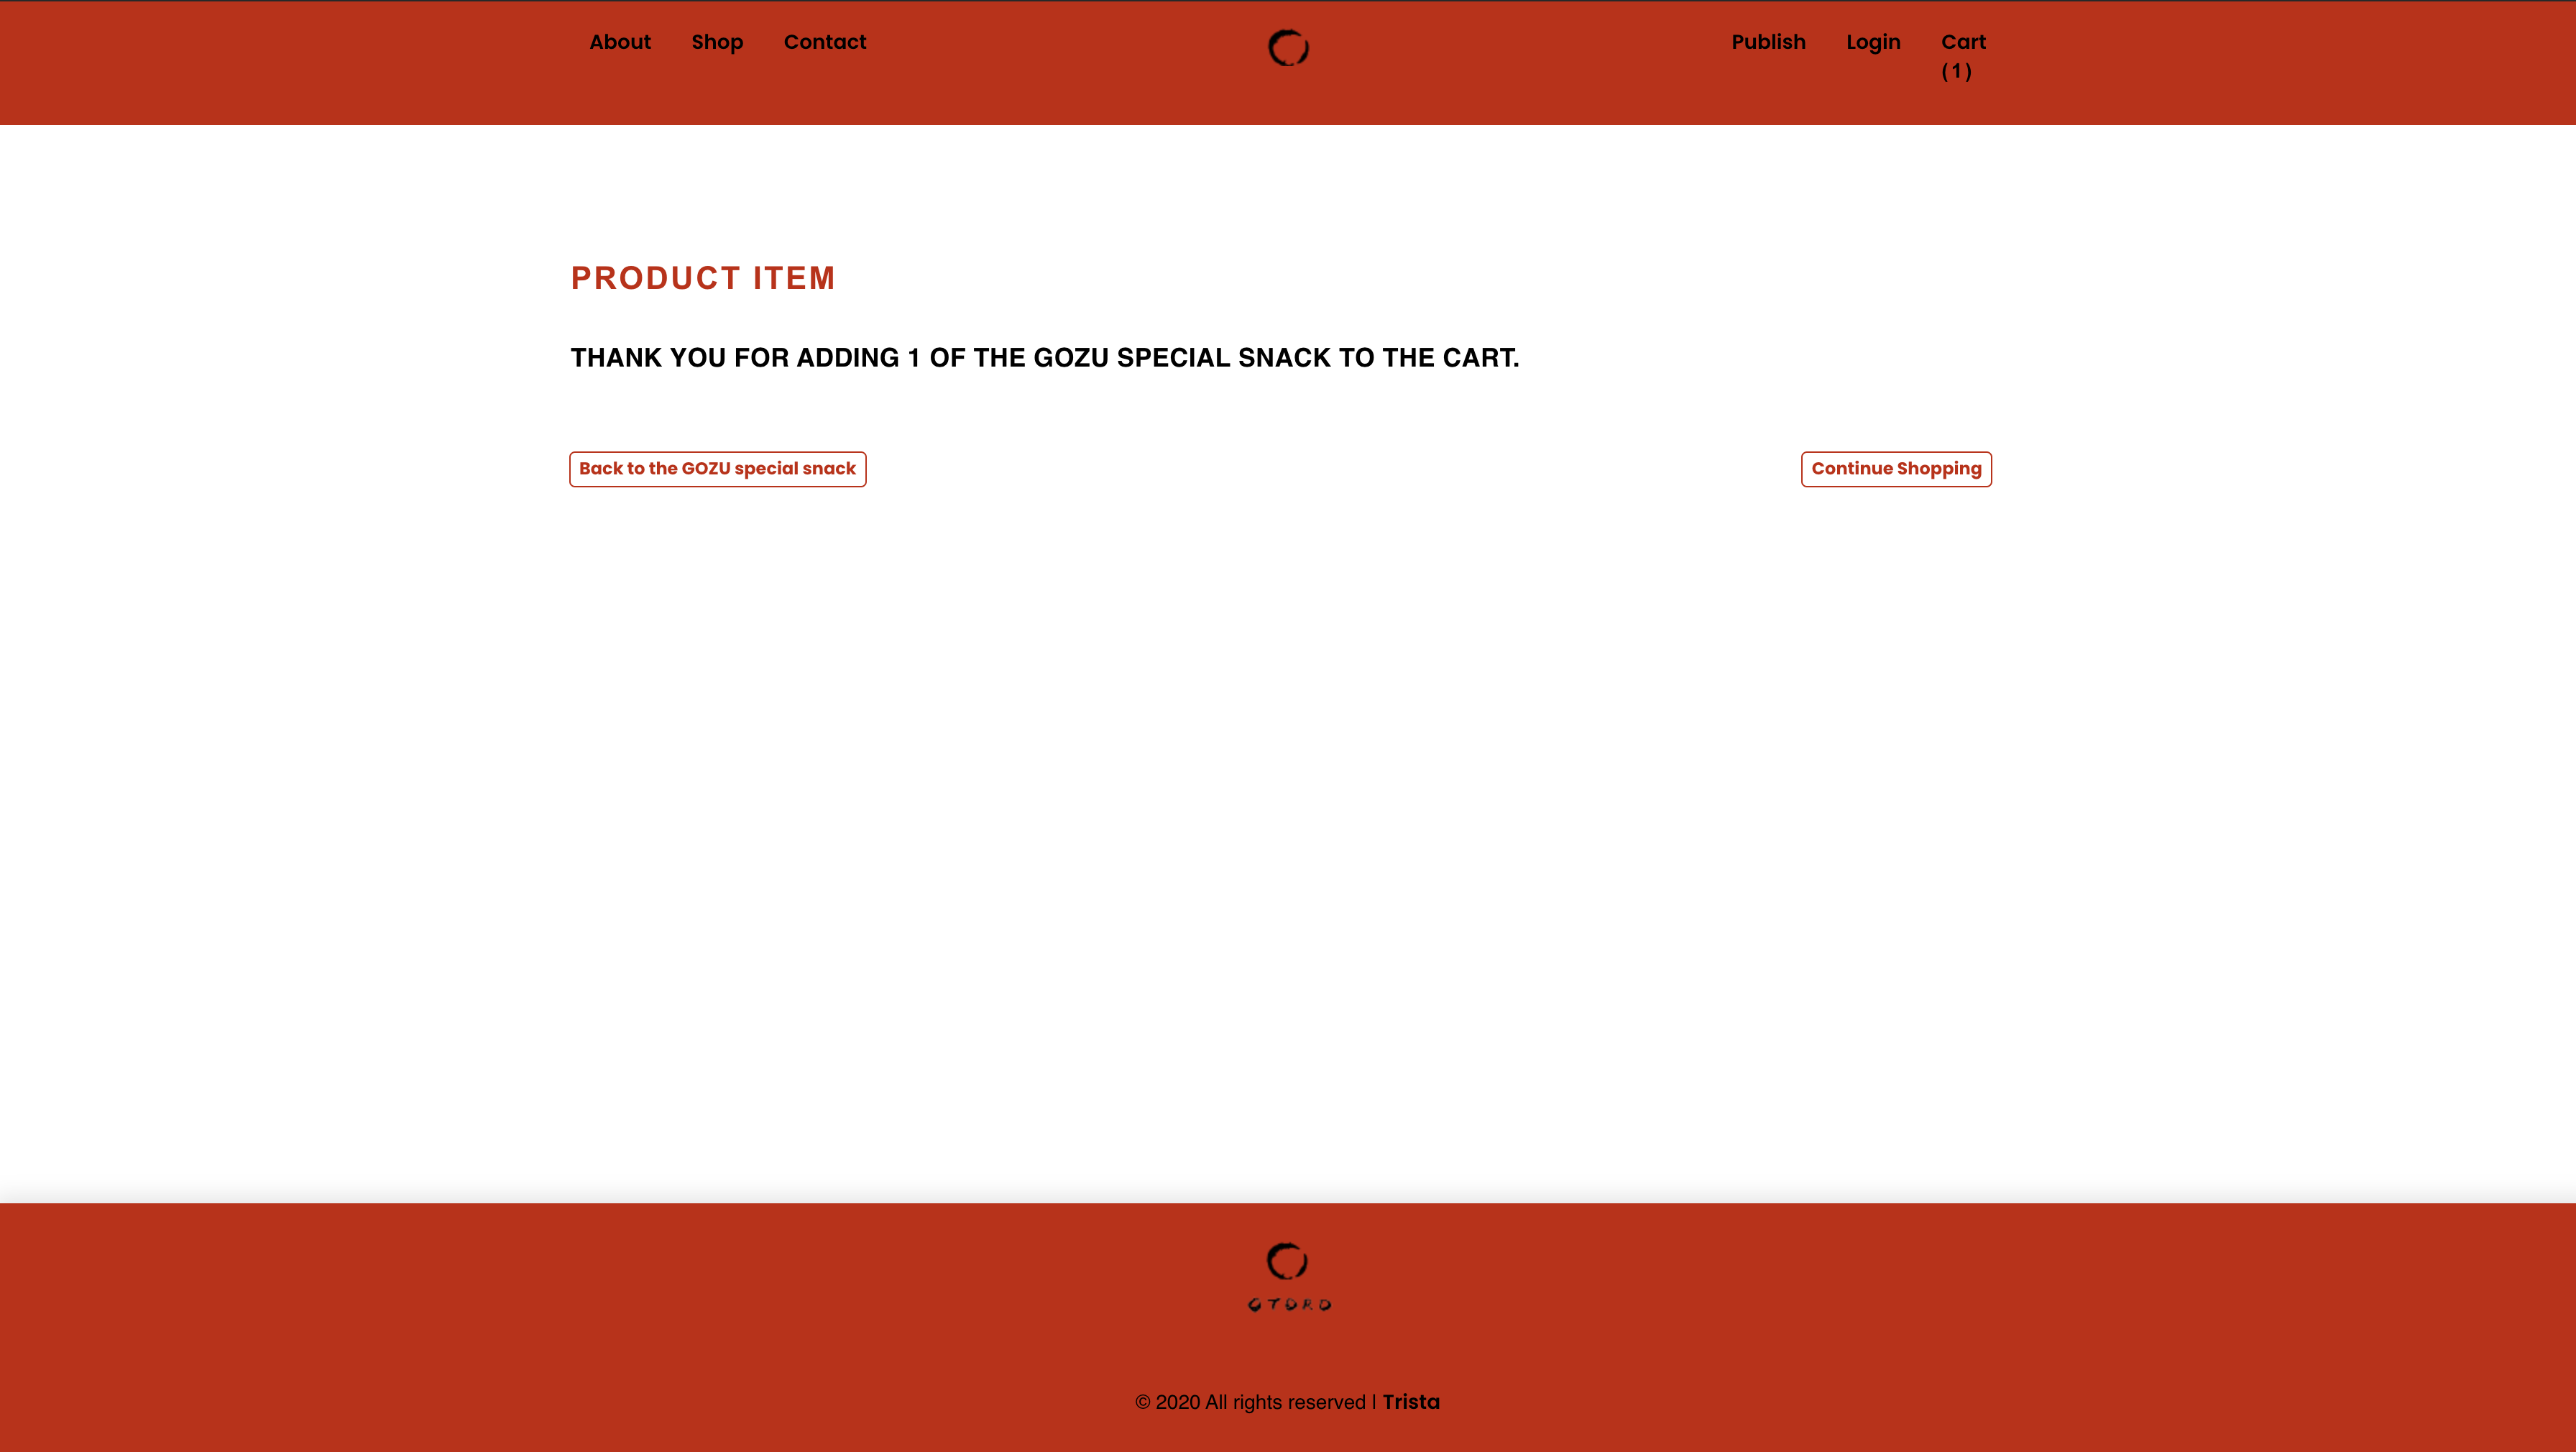 About Shop Contact
Publish Login Cart
(1)
PRODUCT ITEM
THANK YOU FOR ADDING 1 OF THE GOZU SPECIAL SNACK TO THE CART.
Back to the GOZU special snack
Continue Shopping
OTORO
© 2020 All rights reserved | Trista